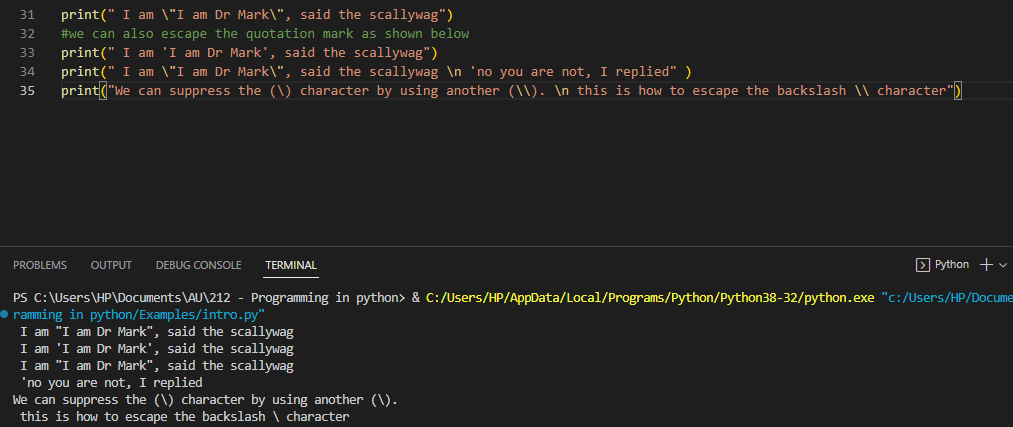 31 print(" I am \"I am Dr Mark\", said the scallywag")
32 #we can also escape the quotation mark as shown below
33 print(" I am 'I am Dr Mark', said the scallywag")
34 print(" I am \"I am Dr Mark\", said the scallywag \n 'no you are not, I replied" )
35 print("We can suppress the (\) character by using another (\\). \n this is how to escape the backslash \\ character")
PROBLEMS OUTPUT DEBUG CONSOLE TERMINAL Python
PS C:\Users\HP\Documents\AU\212 - Programming in python> & C:/Users/HP/AppData/Local/Programs/Python/Python38-32/python.exe "c:/Users/HP/Docume
ramming in python/Examples/intro.py"
I am "I am Dr Mark", said the scallywag
I am 'I am Dr Mark', said the scallywag
I am "I am Dr Mark", said the scallywag
'no you are not, I replied
We can suppress the (\) character by using another (\).
this is how to escape the backslash \ character